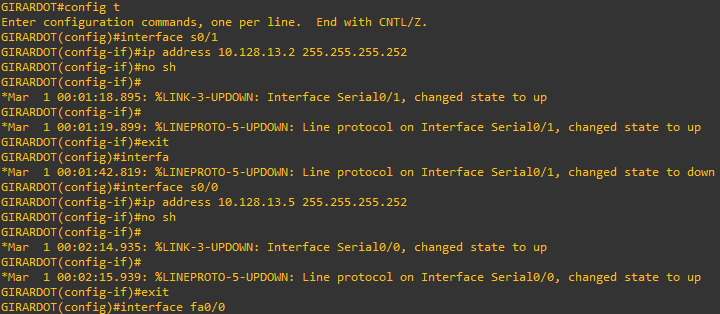 GIRARDOT#config t
Enter configuration commands, one per line.  End with CNTL/Z.
GIRARDOT(config)#interface s0/1
GIRARDOT(config-if)#ip address 10.128.13.2 255.255.255.252
GIRARDOT(config-if)#no sh
GIRARDOT(config-if)#
*Mar  1 00:01:18.895: %LINK-3-UPDOWN: Interface Serial0/1, changed state to up
GIRARDOT(config-if)#
*Mar  1 00:01:19.899: %LINEPROTO-5-UPDOWN: Line protocol on Interface Serial0/1, changed state to up
GIRARDOT(config-if)#exit
GIRARDOT(config)#interfa
*Mar  1 00:01:42.819: %LINEPROTO-5-UPDOWN: Line protocol on Interface Serial0/1, changed state to down
GIRARDOT(config)#interface s0/0
GIRARDOT(config-if)#ip address 10.128.13.5 255.255.255.252
GIRARDOT(config-if)#no sh
GIRARDOT(config-if)#
*Mar  1 00:02:14.935: %LINK-3-UPDOWN: Interface Serial0/0, changed state to up
GIRARDOT(config-if)#
*Mar  1 00:02:15.939: %LINEPROTO-5-UPDOWN: Line protocol on Interface Serial0/0, changed state to up
GIRARDOT(config-if)#exit
GIRARDOT(config)#interface fa0/0